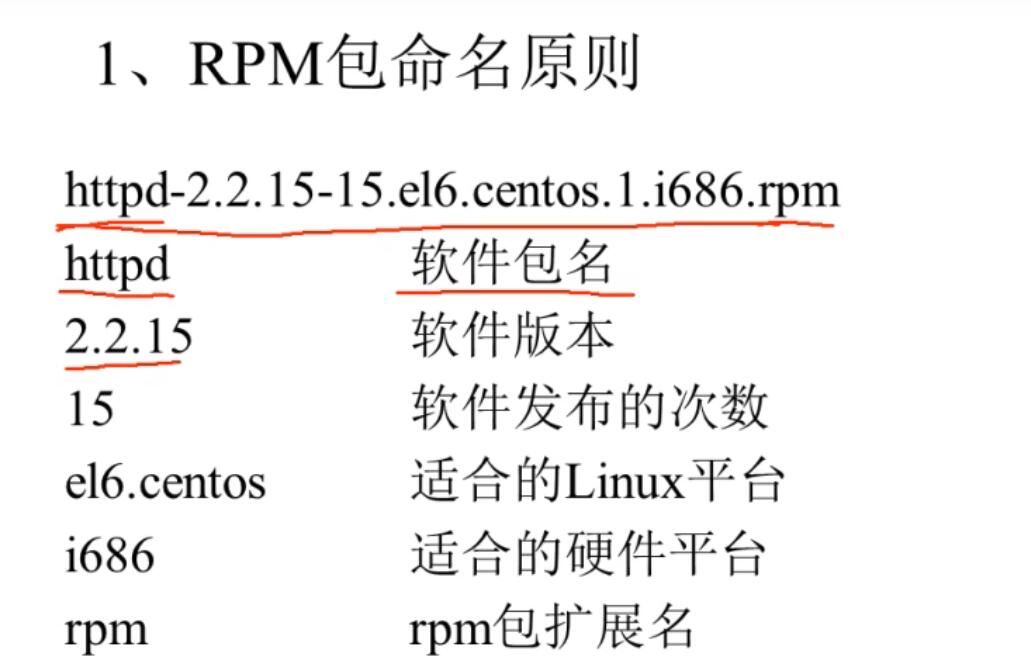 1、RPM包命名原则
httpd-2.2.15-15.el6.centos.1.i686.rpm
httpd 软件包名
2.2.15 软件版本
15 软件发布的次数
el6.centos 适合的Linux平台
i686 适合的硬件平台
rpm rpm包扩展名